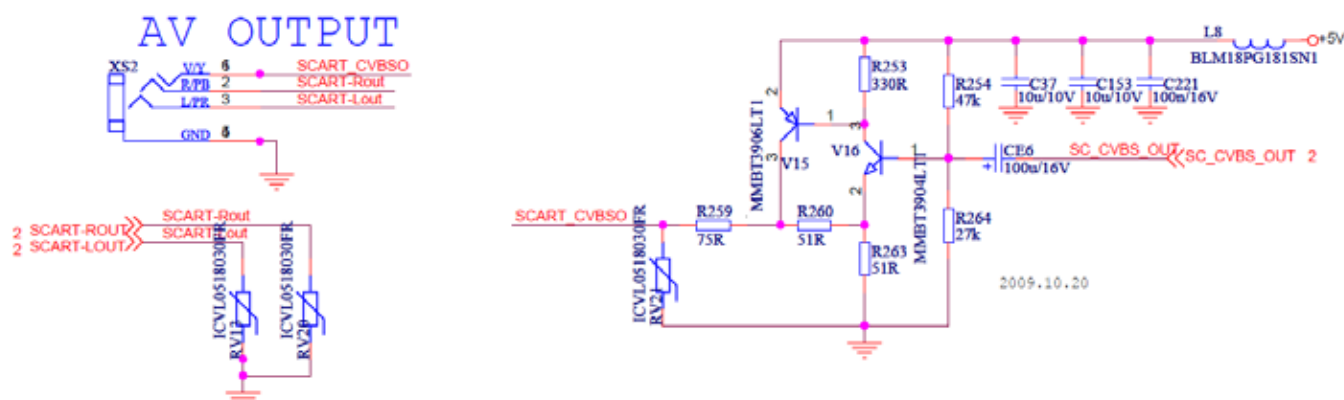 AV OUTPUT
XS2
V/Y
SCART_CVBSO
R/PB 2 SCART-Rout
L/PR 3 SCART-Lout
GND
2 SCART-ROUT
SCART-Rout
2 SCART-LOUT
ICVL0518030FR
ICVL0518030FR
RV20
L8
+5V
BLM18PG181SN1
R253
330R
R254
47k
C37
10u/10V
C153
10u/10V
C221
100n/16V
2
1
3
MMBT3906LT1
V15
3
V16
1
2
MMBT3904LT1
CE6
+
100u/16V
SC_CVBS_OUT
SC_CVBS_OUT 2
SCART_CVBSO
R259
75R
R260
51R
R263
51R
R264
27k
ICVL0518030FR
2009.10.20